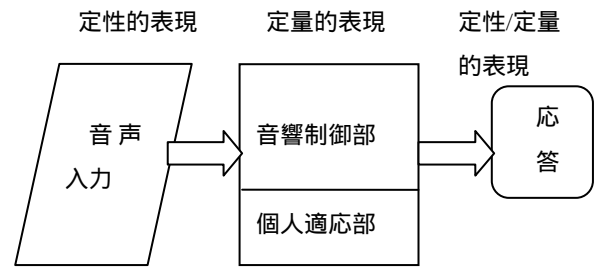 定性的表現
定量的表現
定性/定量
的表現
音声
入力
音響制御部
個人適応部
応
答